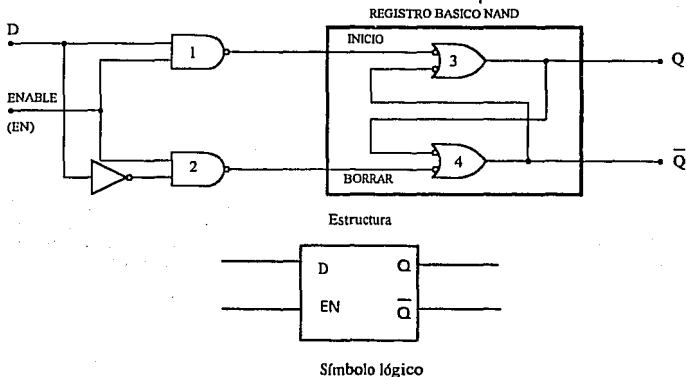 REGISTRO BASICO NAND
D
INICIO
1
3
Q
ENABLE
(EN)
2
4
Q̅
BORRAR
Estructura
D Q
EN Q̅
Símbolo lógico